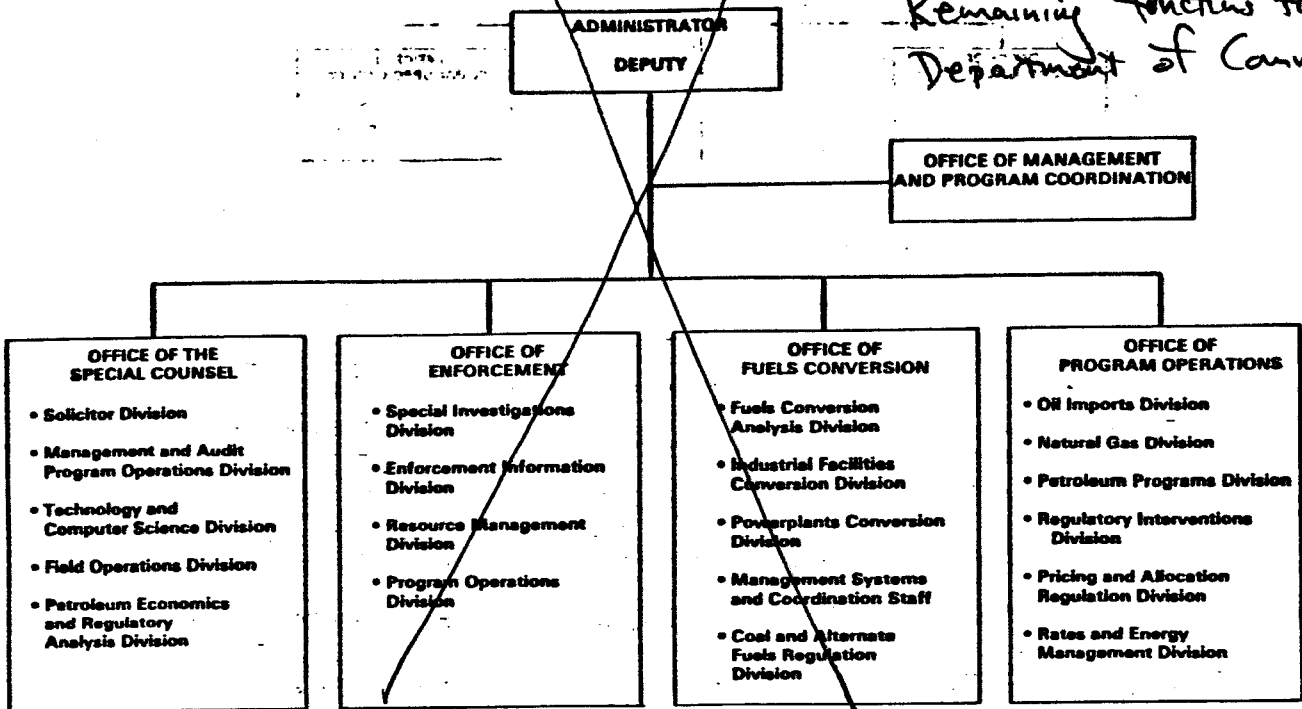 Remaining
Department of
ADMINISTRATOR
DEPUTY
OFFICE OF MANAGEMENT
AND PROGRAM COORDINATION
OFFICE OF THE
SPECIAL COUNSEL
• Solicitor Division
• Management and Audit
Program Operations Division
• Technology and
Computer Science Division
• Field Operations Division
• Petroleum Economics
and Regulatory
Analysis Division
OFFICE OF
ENFORCEMENT
• Special Investigations
Division
• Enforcement Information
Division
• Resource Management
Division
• Program Operations
Division
OFFICE OF
FUELS CONVERSION
• Fuels Conversion
Analysis Division
• Industrial Facilities
Conversion Division
• Powerplants Conversion
Division
• Management Systems
and Coordination Staff
• Coal and Alternate
Fuels Regulation
Division
OFFICE OF
PROGRAM OPERATIONS
• Oil Imports Division
• Natural Gas Division
• Petroleum Programs Division
• Regulatory Interventions
Division
• Pricing and Allocation
Regulation Division
• Rates and Energy
Management Division